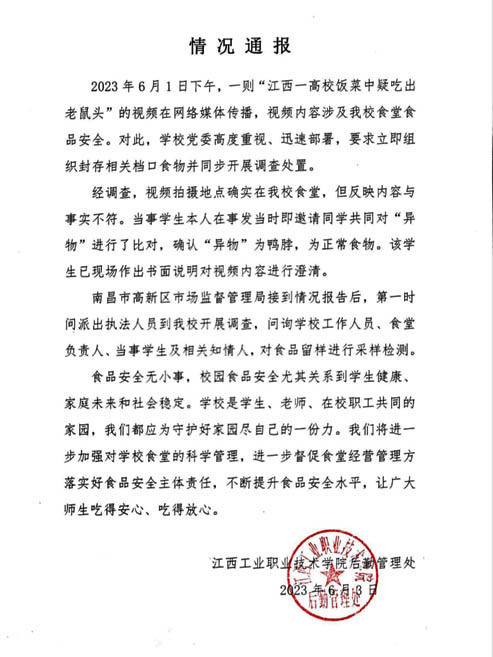 情况通报
2023年6月1日下午，一则“江西一高校饭菜中疑吃出
老鼠头”的视频在网络媒体传播，视频内容涉及我校食堂食
品安全。对此，学校党委高度重视、迅速部署，要求立即组
织封存相关档口食物并同步开展调查处置。
经调查，视频拍摄地点确实在我校食堂，但反映内容与
事实不符。当事学生本人在事发当时即邀请同学共同对“异
物”进行了比对，确认“异物”为鸭脖，为正常食物。该学
生已现场作出书面说明对视频内容进行澄清。
南昌市高新区市场监督管理局接到情况报告后，第一时
间派出执法人员到我校开展调查，问询学校工作人员、食堂
负责人、当事学生及相关知情人，对食品留样进行采样检测。
食品安全无小事，校园食品安全尤其关系到学生健康、
家庭未来和社会稳定。学校是学生、老师、在校职工共同的
家园，我们都应为守护好家园尽自己的一份力。我们将进一
步加强对学校食堂的科学管理，进一步督促食堂经营管理方
落实好食品安全主体责任，不断提升食品安全水平，让广大
师生吃得安心、吃得放心。
江西工业职业技术学院后勤管理处
2023年6月3日
江西工业职业技术学院
后勤管理处